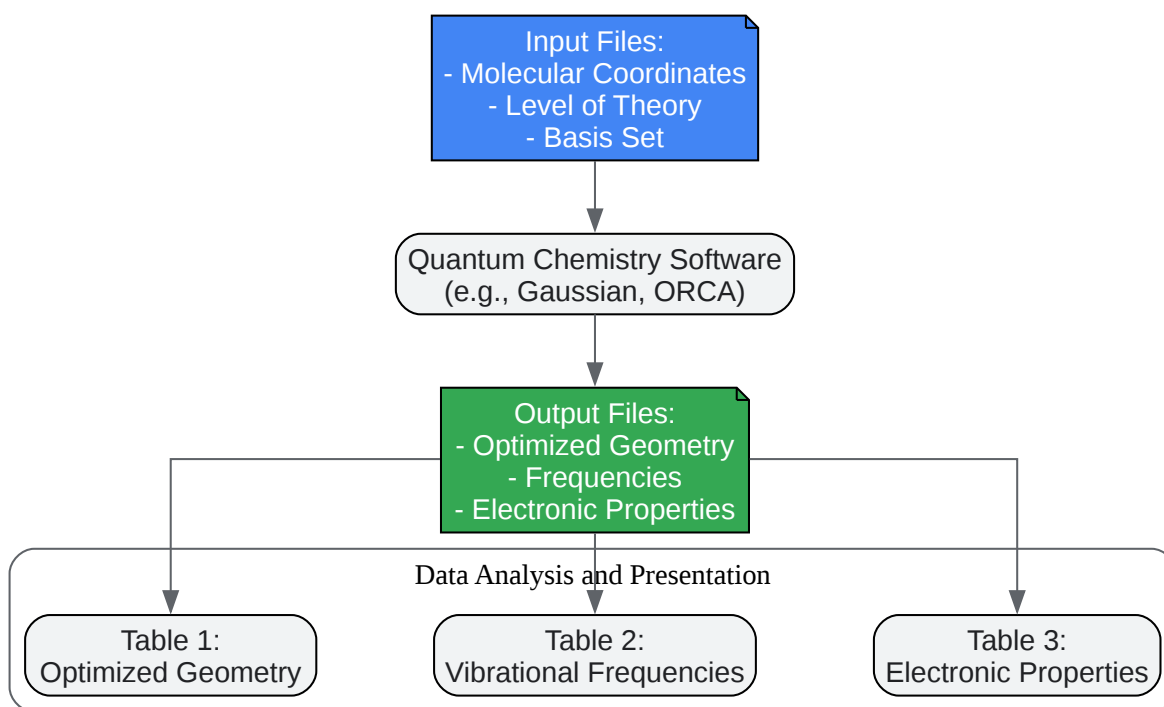 Input Files:
- Molecular Coordinates
- Level of Theory
- Basis Set
Quantum Chemistry Software
(e.g., Gaussian, ORCA)
Output Files:
- Optimized Geometry
- Frequencies
- Electronic Properties
Data Analysis and Presentation
Table 1:
Optimized Geometry
Table 2:
Vibrational Frequencies
Table 3:
Electronic Properties